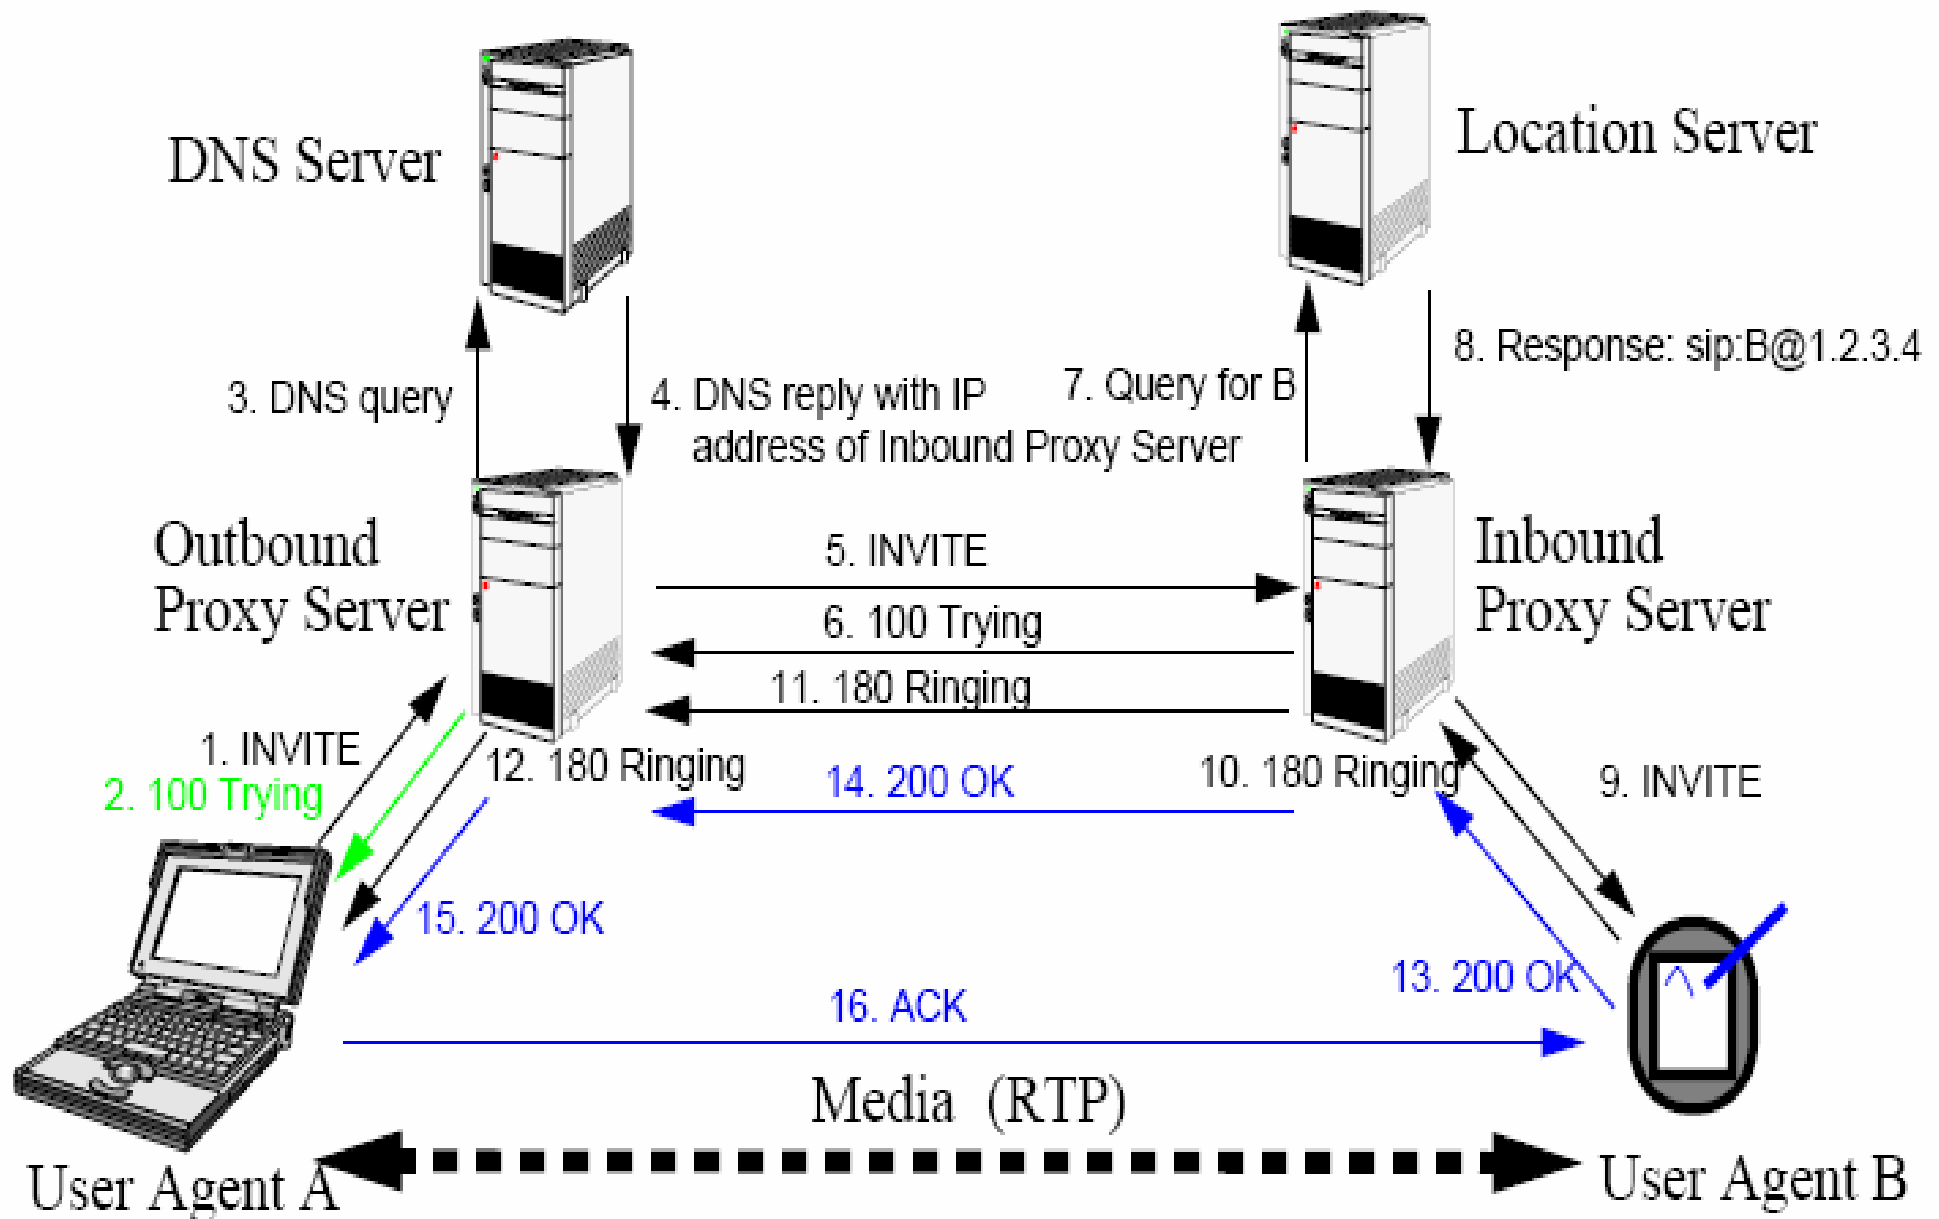 DNS Server
Location Server
3. DNS query
4. DNS reply with IP
address of Inbound Proxy Server
7. Query for B
8. Response: sip:B@1.2.3.4
Outbound
Proxy Server
Inbound
Proxy Server
5. INVITE
6. 100 Trying
11. 180 Ringing
1. INVITE
2. 100 Trying
12. 180 Ringing
14. 200 OK
10. 180 Ringing
9. INVITE
15. 200 OK
13. 200 OK
16. ACK
Media (RTP)
User Agent A
User Agent B